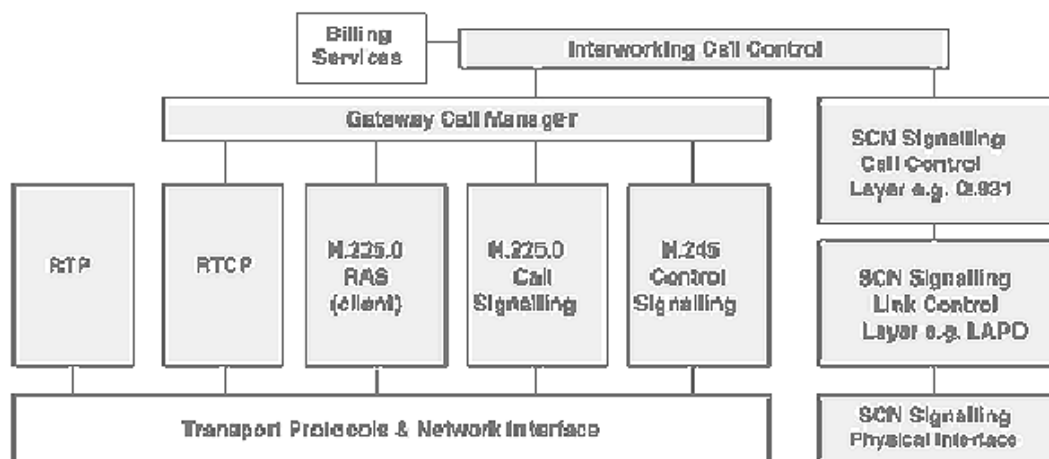 Billing
Services
Interworking Call Control
Gateway Call Manager
SCN Signalling
Call Control
Layer e.g. Q.931
RTP
RTCP
H.225.0
RAS
(client)
H.225.0
Call
Signalling
H.245
Control
Signalling
SCN Signalling
Link Control
Layer e.g. LAPD
Transport Protocols & Network Interface
SCN Signalling
Physical Interface